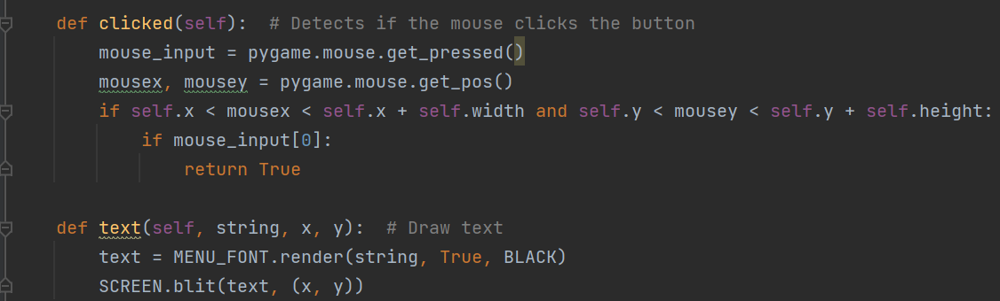 def clicked(self):  # Detects if the mouse clicks the button
mouse_input = pygame.mouse.get_pressed()
mousex, mousey = pygame.mouse.get_pos()
if self.x < mousex < self.x + self.width and self.y < mousey < self.y + self.height:
if mouse_input[0]:
return True
def text(self, string, x, y):  # Draw text
text = MENU_FONT.render(string, True, BLACK)
SCREEN.blit(text, (x, y))